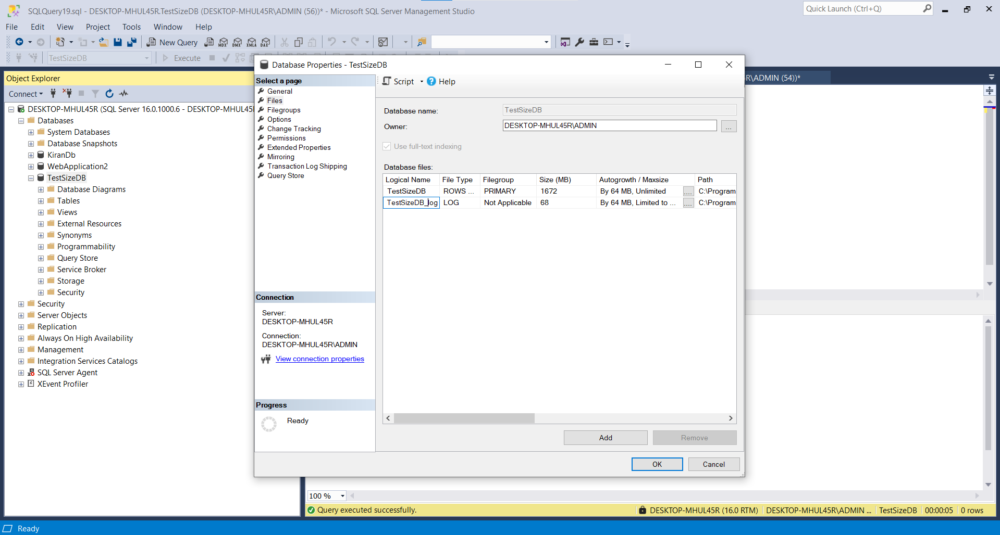 SQLQuery19.sql - DESKTOP-MHUL45R.TestSizeDB (DESKTOP-MHUL45R\ADMIN (56))* - Microsoft SQL Server Management Studio
Quick Launch (Ctrl+Q)
File Edit View Project Tools Window Help
New Query MDX DMX XMLA DAX
TestSizeDB Execute
Object Explorer
Connect
DESKTOP-MHUL45R (SQL Server 16.0.1000.6 - DESKTOP-MHUL45
Databases
System Databases
Database Snapshots
KiranDb
WebApplication2
TestSizeDB
Database Diagrams
Tables
Views
External Resources
Synonyms
Programmability
Query Store
Service Broker
Storage
Security
Security
Server Objects
Replication
Always On High Availability
Management
Integration Services Catalogs
SQL Server Agent
XEvent Profiler
Database Properties - TestSizeDB
Select a page
General
Files
Filegroups
Options
Change Tracking
Permissions
Extended Properties
Mirroring
Transaction Log Shipping
Query Store
Connection
Server:
DESKTOP-MHUL45R
Connection:
DESKTOP-MHUL45R\ADMIN
View connection properties
Progress
Ready
Script Help
Database name: TestSizeDB
Owner: DESKTOP-MHUL45R\ADMIN ...
Use full-text indexing
Database files:
Logical Name File Type Filegroup Size (MB) Autogrowth / Maxsize Path
TestSizeDB ROWS ... PRIMARY 1672 By 64 MB, Unlimited .... C:\Program
TestSizeDB_log LOG Not Applicable 68 By 64 MB, Limited to ... .... C:\Program
Add Remove
OK Cancel
R\ADMIN (54))*
100 %
Query executed successfully. DESKTOP-MHUL45R (16.0 RTM) DESKTOP-MHUL45R\ADMIN ... TestSizeDB 00:00:05 0 rows
Ready